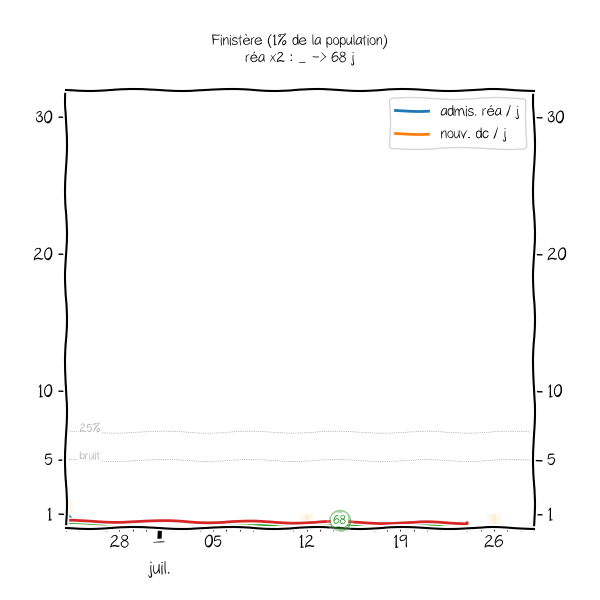 Finistère (1% de la population)
réa x2 : _ -> 68 j
admis. réa / j
nouv. dc / j
30
30
20
20
10
10
25%
5
bruit
5
1
68
1
28
05
12
19
26
juil.